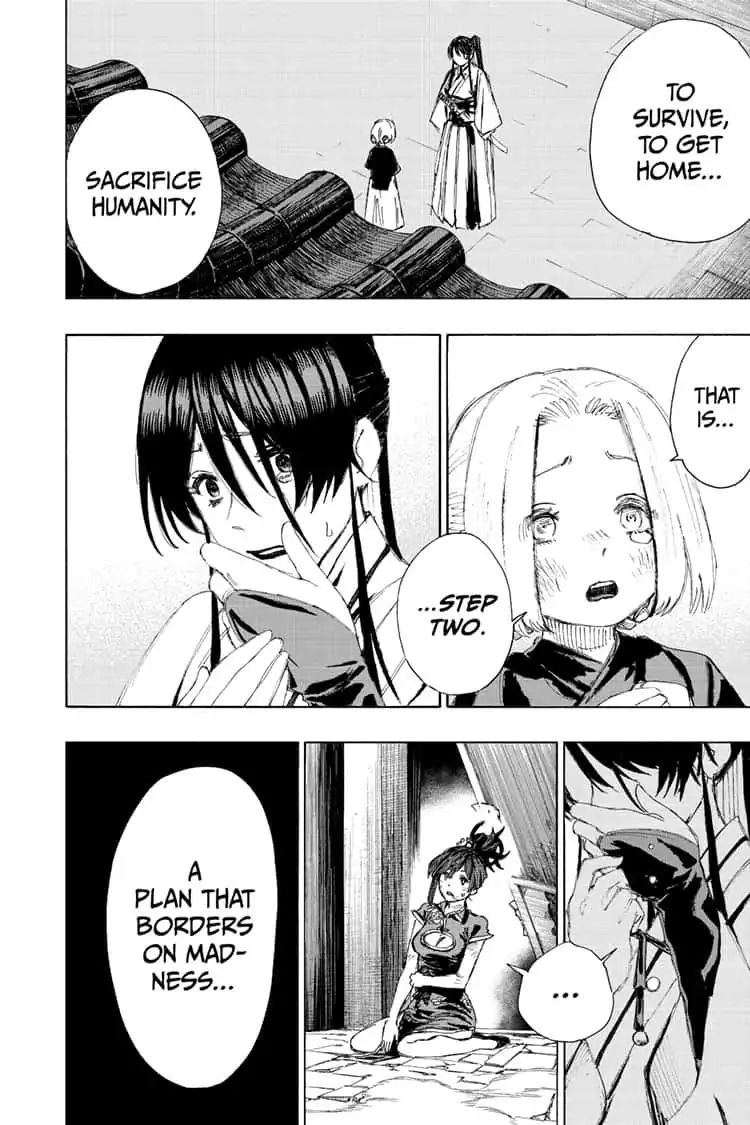 TO
SURVIVE,
TO GET
HOME...
SACRIFICE
HUMANITY.
THAT
IS...
...STEP
TWO.
...
A
PLAN THAT
BORDERS
ON MAD-
NESS...